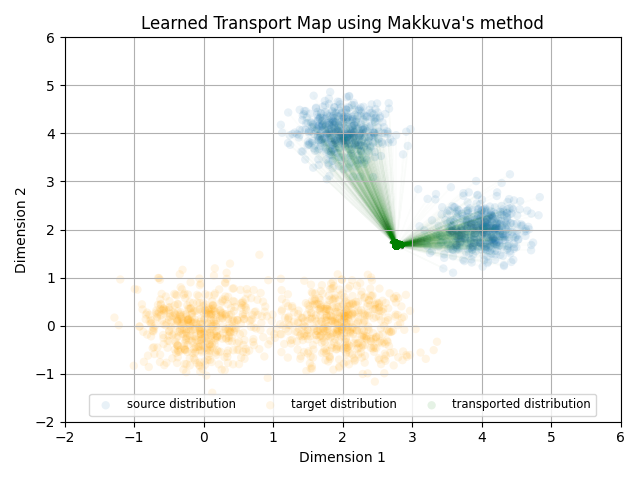 Learned Transport Map using Makkuva's method
6
5
4
3
2
1
0
−1
−2
Dimension 2
source distribution target distribution transported distribution
−2 −1 0 1 2 3 4 5 6
Dimension 1